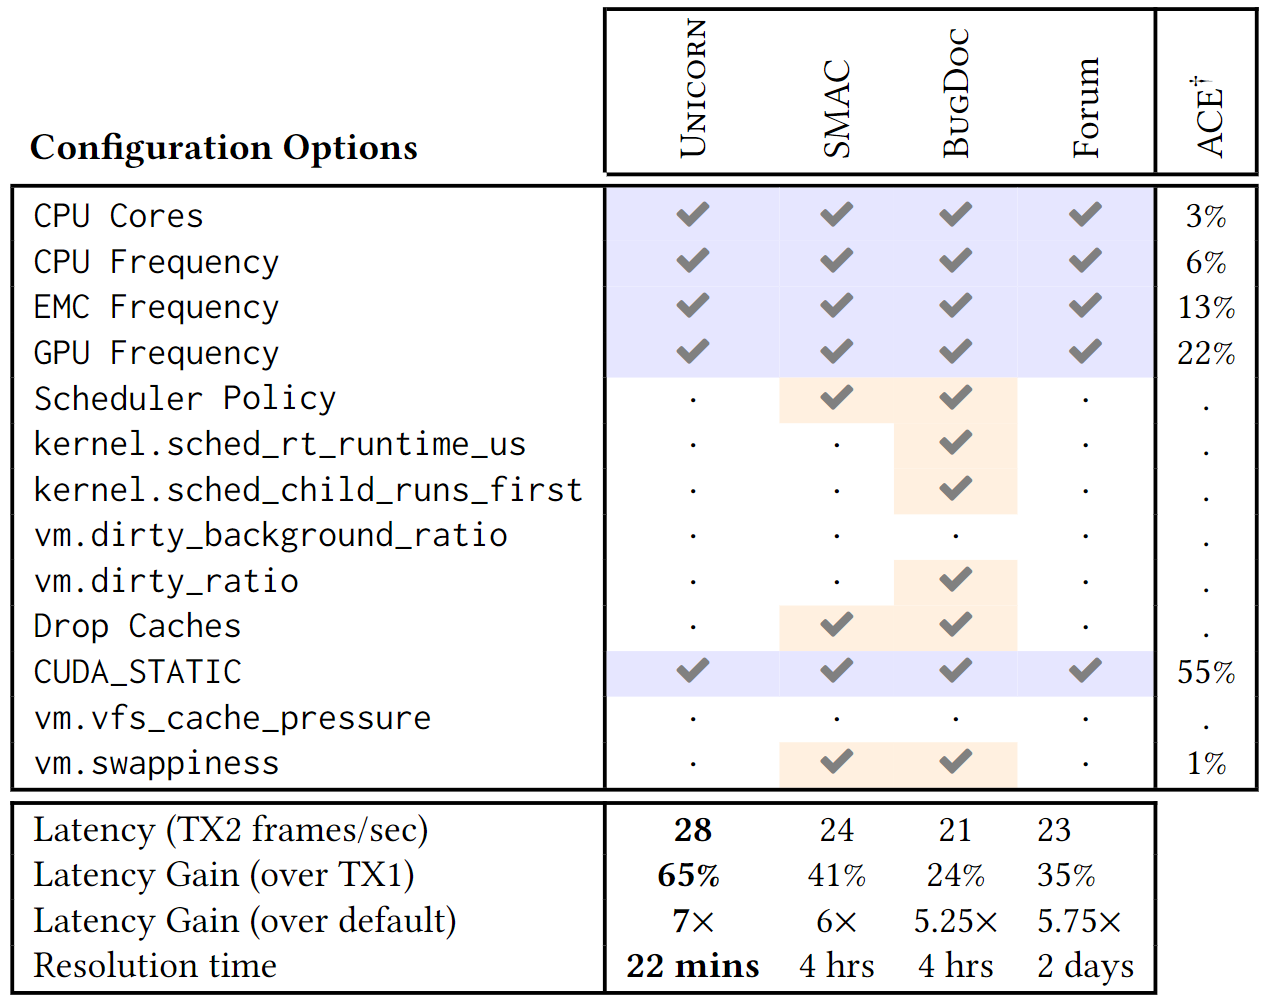 Configuration Options UNICORN SMAC BUGDOC Forum ACE†
CPU Cores ✔ ✔ ✔ ✔ 3%
CPU Frequency ✔ ✔ ✔ ✔ 6%
EMC Frequency ✔ ✔ ✔ ✔ 13%
GPU Frequency ✔ ✔ ✔ ✔ 22%
Scheduler Policy · ✔ ✔ · .
kernel.sched_rt_runtime_us · · ✔ · .
kernel.sched_child_runs_first · · ✔ · .
vm.dirty_background_ratio · · · · .
vm.dirty_ratio · · ✔ · .
Drop Caches · ✔ ✔ · .
CUDA_STATIC ✔ ✔ ✔ ✔ 55%
vm.vfs_cache_pressure · · · · .
vm.swappiness · ✔ ✔ · 1%
Latency (TX2 frames/sec) 28 24 21 23
Latency Gain (over TX1) 65% 41% 24% 35%
Latency Gain (over default) 7× 6× 5.25× 5.75×
Resolution time 22 mins 4 hrs 4 hrs 2 days